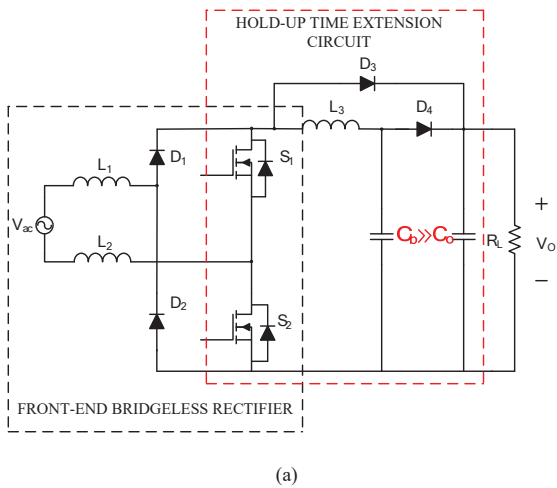 HOLD-UP TIME EXTENSION
CIRCUIT
D3
L3
D4
D1
S1
L1
Vac
L2
Cb>>Co
RL
+
VO
−
D2
S2
FRONT-END BRIDGELESS RECTIFIER
(a)